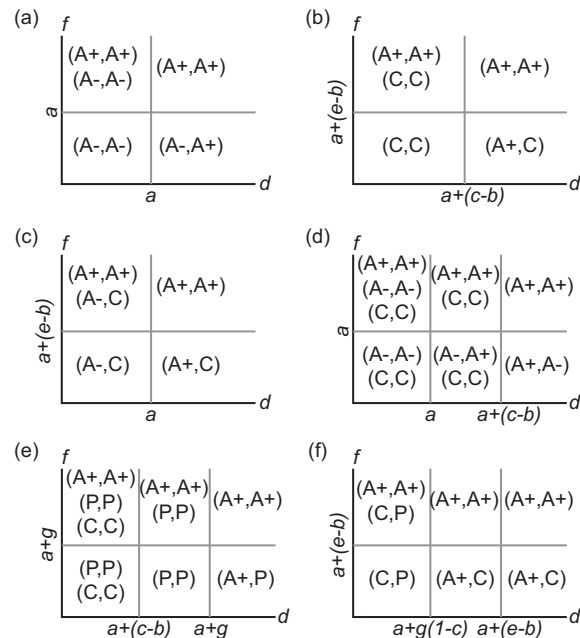 (a)
f
(A+,A+)
(A-,A-)
(A+,A+)
a
(A-,A-)
(A-,A+)
a
d
(b)
f
(A+,A+)
(C,C)
(A+,A+)
a+(e-b)
(C,C)
(A+,C)
a+(c-b)
d
(c)
f
(A+,A+)
(A-,C)
(A+,A+)
a+(e-b)
(A-,C)
(A+,C)
a
d
(d)
f
(A+,A+)
(A-,A-)
(C,C)
(A+,A+)
(C,C)
(A+,A+)
a
(A-,A-)
(C,C)
(A-,A+)
(C,C)
(A+,A-)
a
a+(c-b)
d
(e)
f
(A+,A+)
(P,P)
(C,C)
(A+,A+)
(P,P)
(A+,A+)
a+g
(P,P)
(C,C)
(P,P)
(A+,P)
a+(c-b)
a+g
d
(f)
f
(A+,A+)
(C,P)
(A+,A+)
(A+,A+)
a+(e-b)
(C,P)
(A+,C)
(A+,C)
a+g(1-c)
a+(e-b)
d